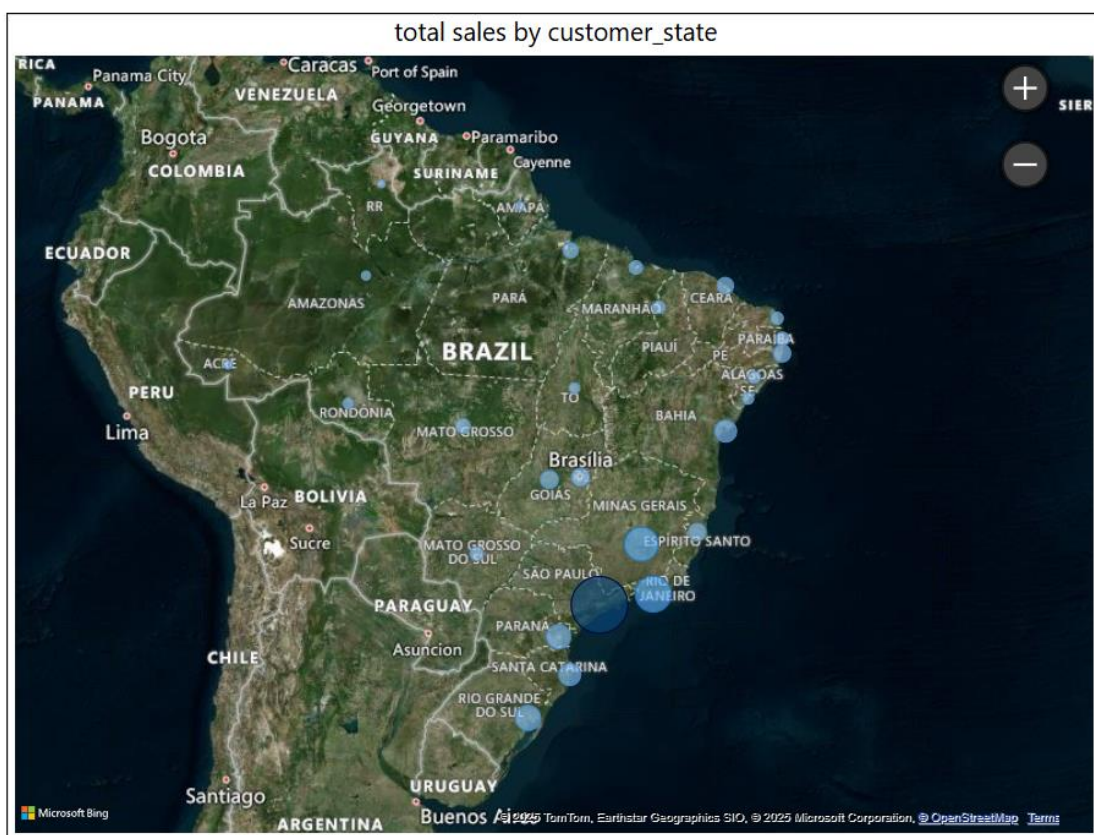 total sales by customer_state
RICA
Panama City
PANAMA
Caracas
Port of Spain
VENEZUELA
Georgetown
SIER
Bogota
GUYANA
Paramaribo
COLOMBIA
SURINAME
Cayenne
RR
AMAPÁ
ECUADOR
AMAZONAS
PARÁ
MARANHÃO
CEARÁ
BRAZIL
PIAUÍ
PARAÍBA
PE
ACRE
ALAGOAS
SE
PERU
TO
Lima
RONDÔNIA
MATO GROSSO
BAHIA
Brasília
La Paz
BOLIVIA
GOIÁS
MINAS GERAIS
Sucre
MATO GROSSO
DO SUL
ESPÍRITO SANTO
SÃO PAULO
RIO DE
JANEIRO
PARAGUAY
PARANÁ
Asuncion
CHILE
SANTA CATARINA
RIO GRANDE
DO SUL
URUGUAY
Santiago
Buenos Aires
ARGENTINA
Microsoft Bing
© 2025 TomTom, Earthstar Geographics SIO, © 2025 Microsoft Corporation, © OpenStreetMap Terms